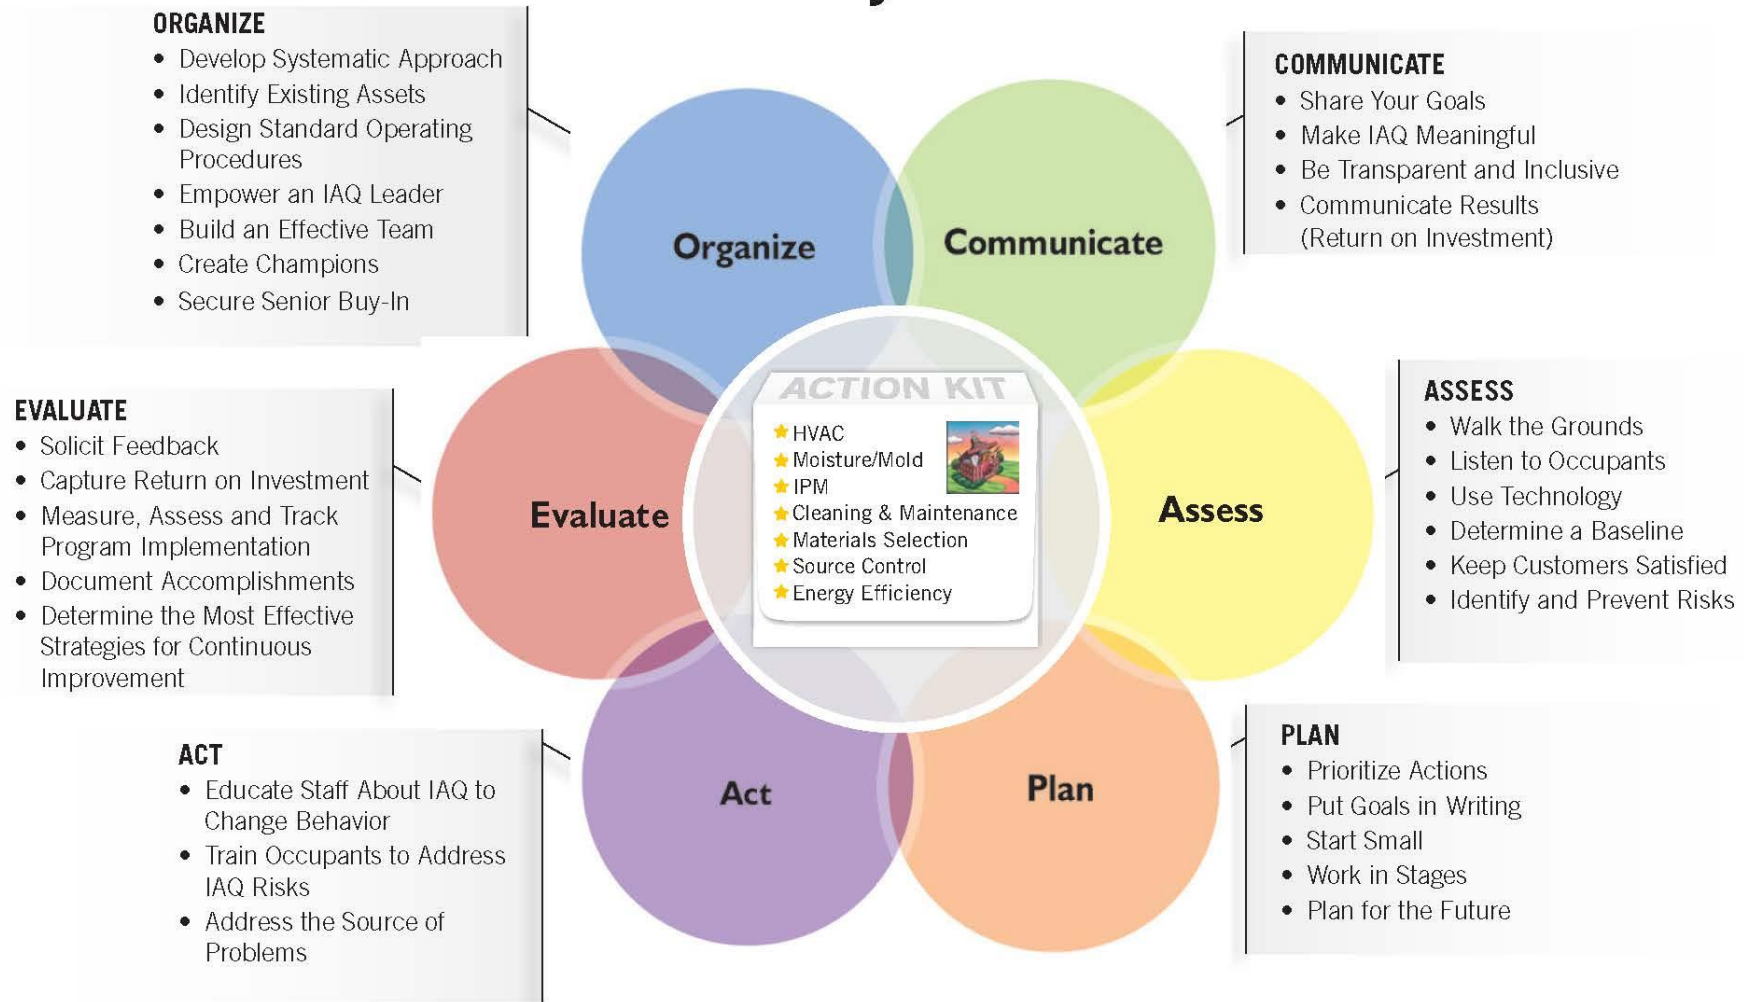 ORGANIZE
• Develop Systematic Approach
• Identify Existing Assets
• Design Standard Operating
Procedures
• Empower an IAQ Leader
• Build an Effective Team
• Create Champions
• Secure Senior Buy-In
COMMUNICATE
• Share Your Goals
• Make IAQ Meaningful
• Be Transparent and Inclusive
• Communicate Results
(Return on Investment)
Organize
Communicate
EVALUATE
• Solicit Feedback
• Capture Return on Investment
• Measure, Assess and Track
Program Implementation
• Document Accomplishments
• Determine the Most Effective
Strategies for Continuous
Improvement
Evaluate
ACTION KIT
HVAC
Moisture/Mold
IPM
Cleaning & Maintenance
Materials Selection
Source Control
Energy Efficiency
Assess
ASSESS
• Walk the Grounds
• Listen to Occupants
• Use Technology
• Determine a Baseline
• Keep Customers Satisfied
• Identify and Prevent Risks
ACT
• Educate Staff About IAQ to
Change Behavior
• Train Occupants to Address
IAQ Risks
• Address the Source of
Problems
Act
Plan
PLAN
• Prioritize Actions
• Put Goals in Writing
• Start Small
• Work in Stages
• Plan for the Future